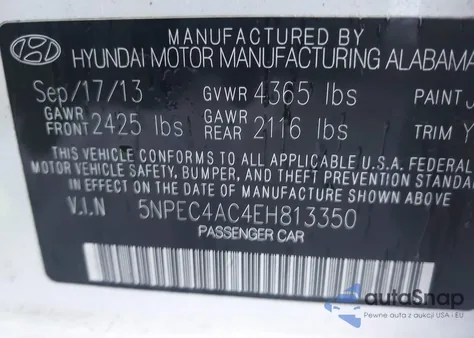 MANUFACTURED BY
HYUNDAI MOTOR MANUFACTURING ALABAMA
Sep/17/13 GVWR 4365 lbs PAINT
GAWR FRONT 2425 lbs GAWR REAR 2116 lbs TRIM Y
THIS VEHICLE CONFORMS TO ALL APPLICABLE U.S.A. FEDERAL
MOTOR VEHICLE SAFETY, BUMPER, AND THEFT PREVENTION STANDARDS
IN EFFECT ON THE DATE OF MANUFACTURE SHOWN ABOVE.
V.I.N 5NPEC4AC4EH813350
PASSENGER CAR
autoSnap
Pewne auta z aukcji USA - EU